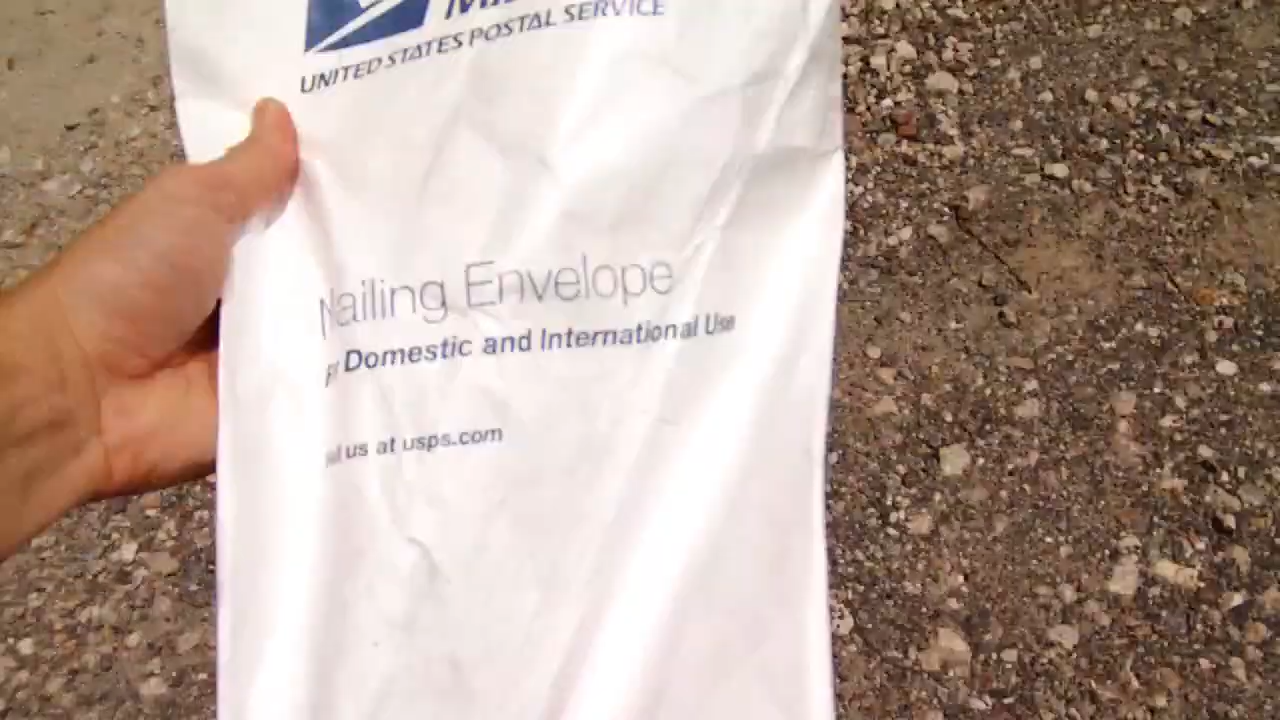 UNITED STATES POSTAL SERVICE
Mailing Envelope
Domestic and International Use
us at usps.com